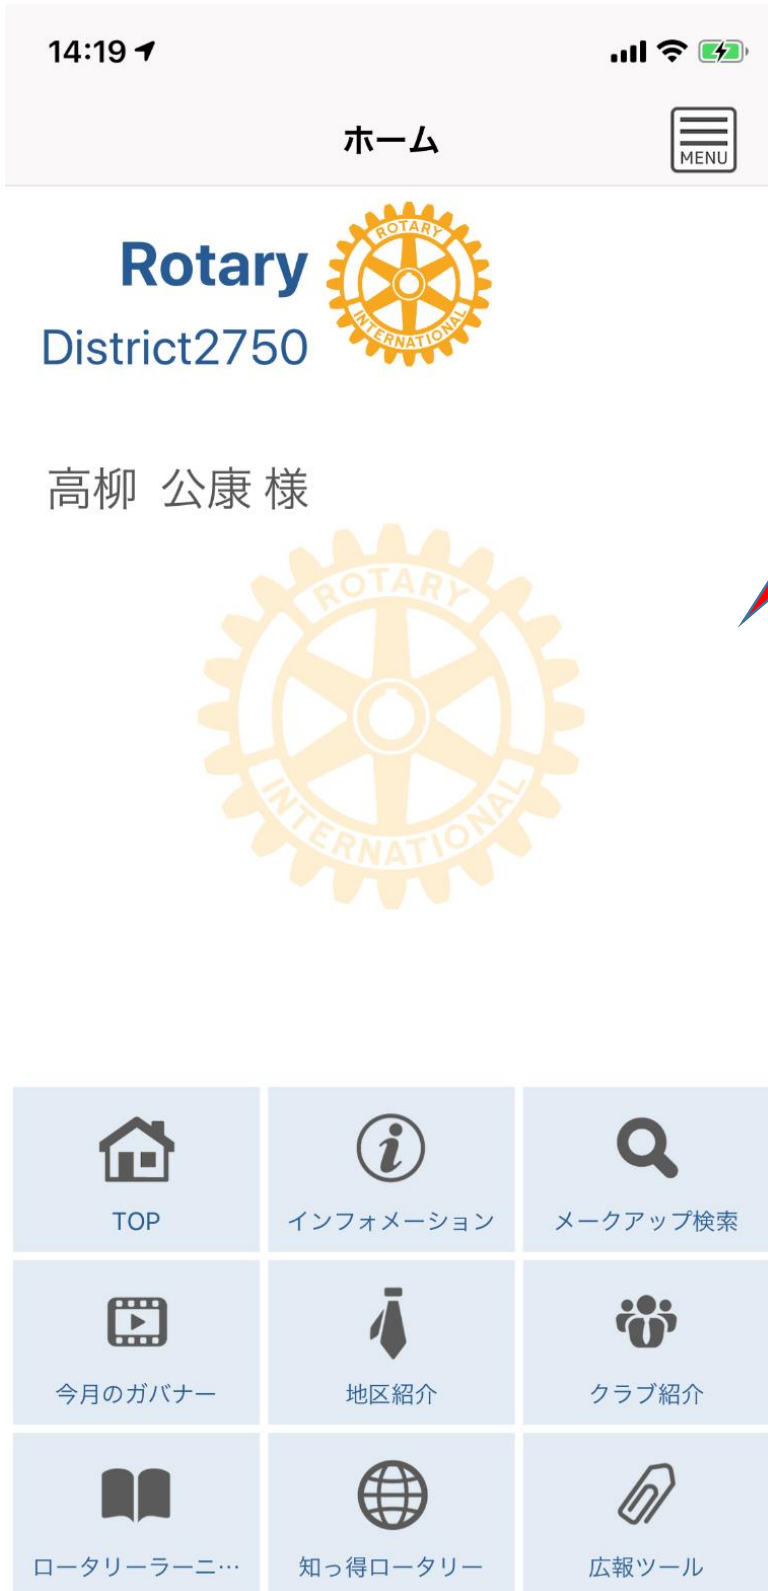 14:19
ホーム
MENU
Rotary
District2750
ROTARY
INTERNATIONAL
高柳 公康 様
ROTARY
INTERNATIONAL
TOP
インフォメーション
メークアップ検索
今月のガバナー
地区紹介
クラブ紹介
ロータリーラーニ…
知っ得ロータリー
広報ツール